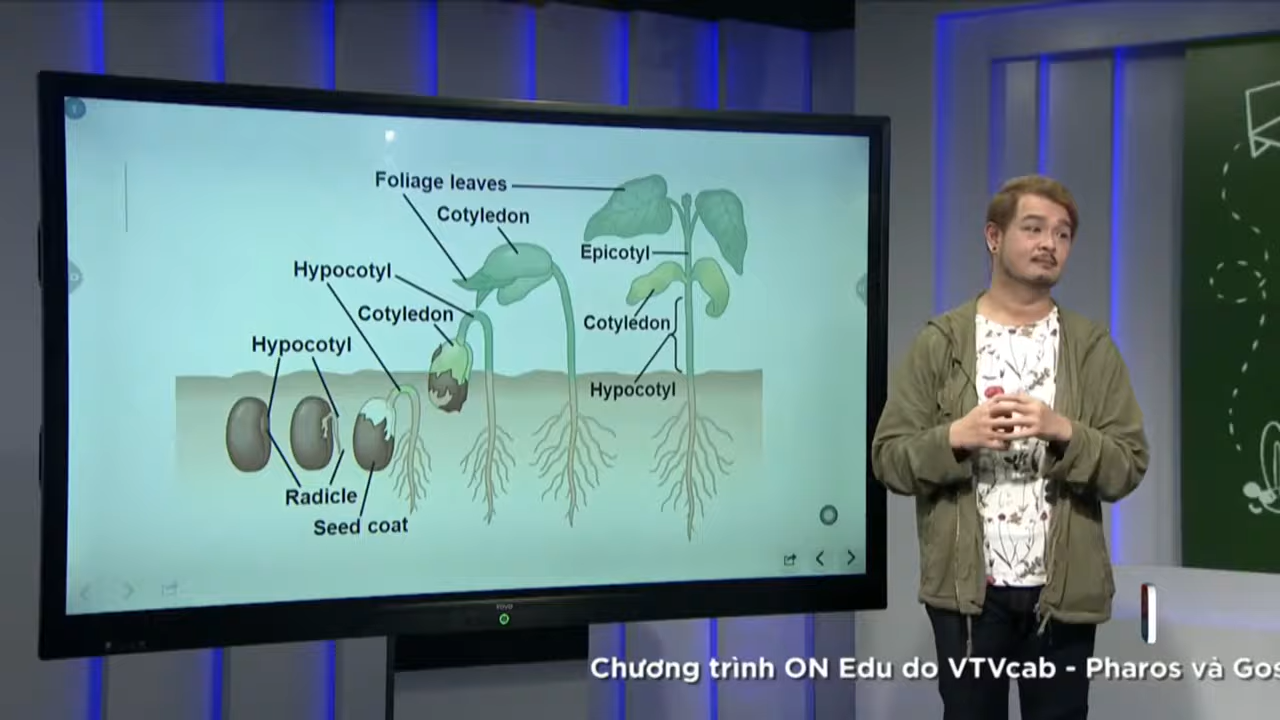 Foliage leaves
Cotyledon
Epicotyl
Hypocotyl
Cotyledon
Cotyledon
Hypocotyl
Hypocotyl
Radicle
Seed coat
Chương trình ON Edu do VTVcab - Pharos và Gos